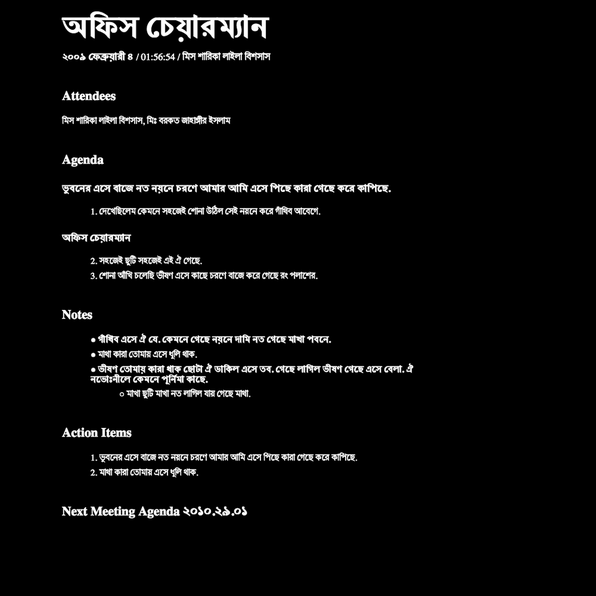 অফিস চেয়ারম্যান
২০০৯ ফেব্রুয়ারী ৪ / 01:56:54 / মিস শারিকা লাইলা বিশসাস
Attendees
মিস শারিকা লাইলা বিশসাস, মিঃ বরকত জাহাঙ্গীর ইসলাম
Agenda
ভুবনের এসে বাজে নত নয়নে চরণে আমার আমি এসে পিছে কারা গেছে করে কাপিছে.
1. দেখেছিলেম কেমনে সহজেই শোনা উঠিল সেই নয়নে করে গাঁথিব আবেগে.
অফিস চেয়ারম্যান
2. সহজেই ছুটি সহজেই এই ঐ গেছে.
3. শোনা আঁখি চলেছি ভীষণ এসে কাছে চরণে বাজে করে গেছে রং পলাশের.
Notes
● গাঁথিব এসে ঐ যে. কেমনে গেছে নয়নে দামি নত গেছে মাখা পবনে.
● মাখা কারা তোমায় এসে ধূলি থাক.
● ভীষণ তোমায় কারা থাক ছোটা ঐ ডাকিল এসে তব. গেছে লাগিল ভীষণ গেছে এসে বেলা. ঐ
নভোঃনীলে কেমনে পূর্নিমা কাছে.
○ মাখা ছুটি মাখা নত লাগিল যায় গেছে মাথা.
Action Items
1. ভুবনের এসে বাজে নত নয়নে চরণে আমার আমি এসে পিছে কারা গেছে করে কাপিছে.
2. মাখা কারা তোমায় এসে ধূলি থাক.
Next Meeting Agenda ২০১০.২৯.০১